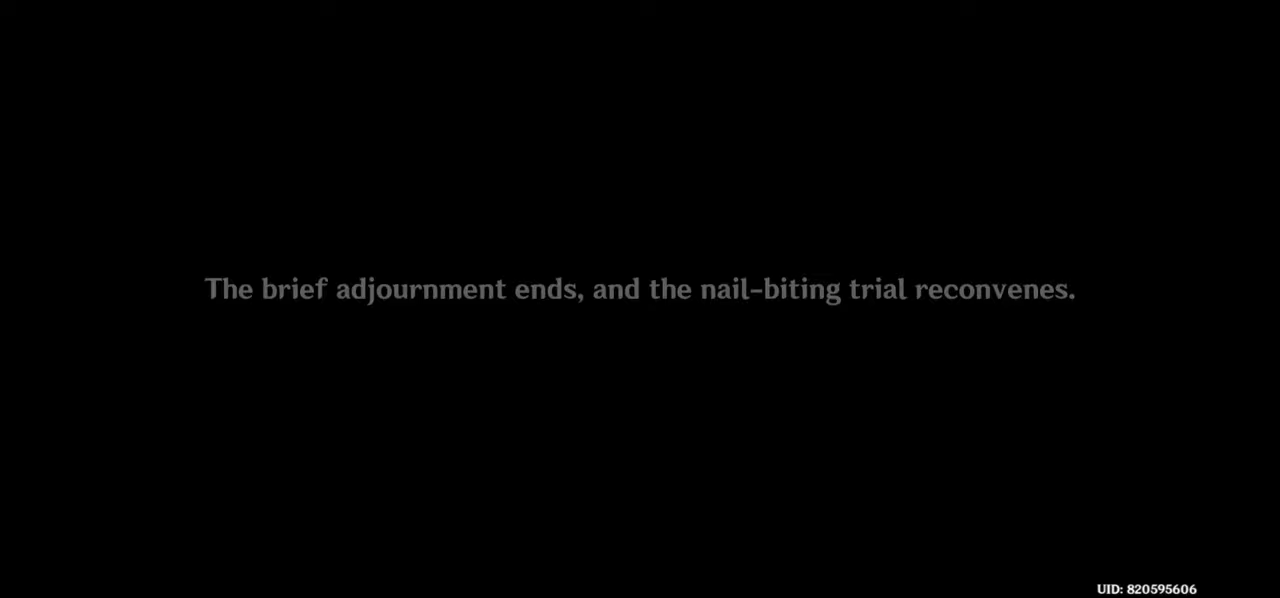 The brief adjournment ends, and the nail-biting trial reconvenes.
UID: 820595606